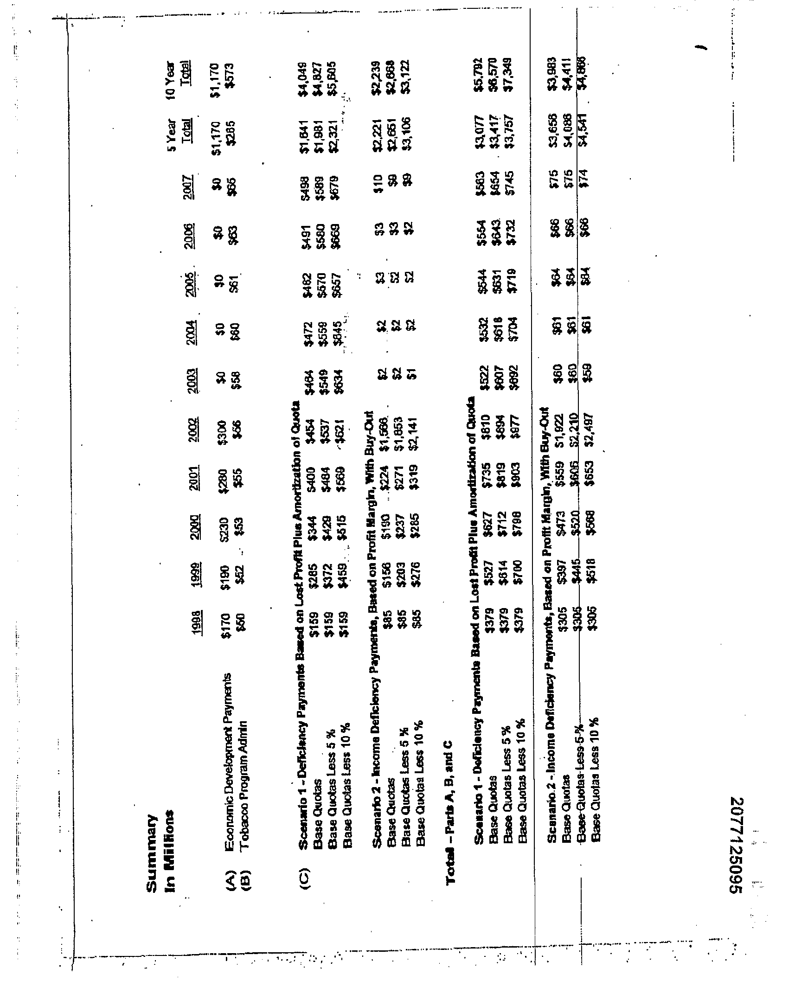 Summary
In Millions
1998 1999 2000 2001 2002 2003 2004 2005 2006 2007 5 Year Total 10 Year Total
(A) Economic Development Payments $170 $190 $230 $280 $300 $0 $0 $0 $0 $0 $1,170 $1,170
(B) Tobacco Program Admin $50 $52 $53 $55 $56 $58 $60 $61 $63 $65 $285 $573
(C) Scenario 1 - Deficiency Payments Based on Lost Profit Plus Amortization of Quota
Base Quotas $159 $285 $344 $400 $454 $464 $472 $482 $491 $498 $1,641 $4,049
Base Quotas Less 5 % $159 $372 $429 $484 $537 $549 $559 $570 $580 $589 $1,981 $4,827
Base Quotas Less 10 % $159 $459 $515 $569 $621 $634 $645 $657 $669 $679 $2,321 $5,605
Scenario 2 - Income Deficiency Payments, Based on Profit Margin, With Buy-Out
Base Quotas $85 $156 $190 $224 $1,566 $2 $2 $3 $3 $10 $2,221 $2,239
Base Quotas Less 5 % $85 $203 $237 $271 $1,853 $2 $2 $2 $3 $9 $2,651 $2,668
Base Quotas Less 10 % $85 $276 $285 $319 $2,141 $1 $2 $2 $2 $9 $3,106 $3,122
Total - Parts A, B, and C
Scenario 1 - Deficiency Payments Based on Lost Profit Plus Amortization of Quota
Base Quotas $379 $527 $627 $735 $810 $522 $532 $544 $554 $563 $3,077 $5,792
Base Quotas Less 5 % $379 $614 $712 $819 $894 $607 $618 $631 $643 $654 $3,417 $6,570
Base Quotas Less 10 % $379 $700 $798 $903 $977 $692 $704 $719 $732 $745 $3,757 $7,349
Scenario 2 - Income Deficiency Payments, Based on Profit Margin, With Buy-Out
Base Quotas $305 $397 $473 $559 $1,922 $60 $61 $64 $66 $75 $3,658 $3,983
Base Quotas Less 5 % $305 $445 $520 $606 $2,210 $60 $61 $64 $66 $75 $4,088 $4,411
Base Quotas Less 10 % $305 $518 $568 $653 $2,497 $59 $61 $64 $66 $74 $4,541 $4,866
2077125095